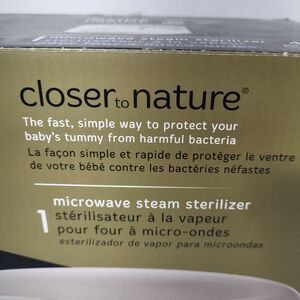 closer to nature®
The fast, simple way to protect your
baby's tummy from harmful bacteria
La façon simple et rapide de protéger le ventre
de votre bébé contre les bactéries néfastes
1 microwave steam sterilizer
stérilisateur à la vapeur
pour four à micro-ondes
esterilizador de vapor para microondas